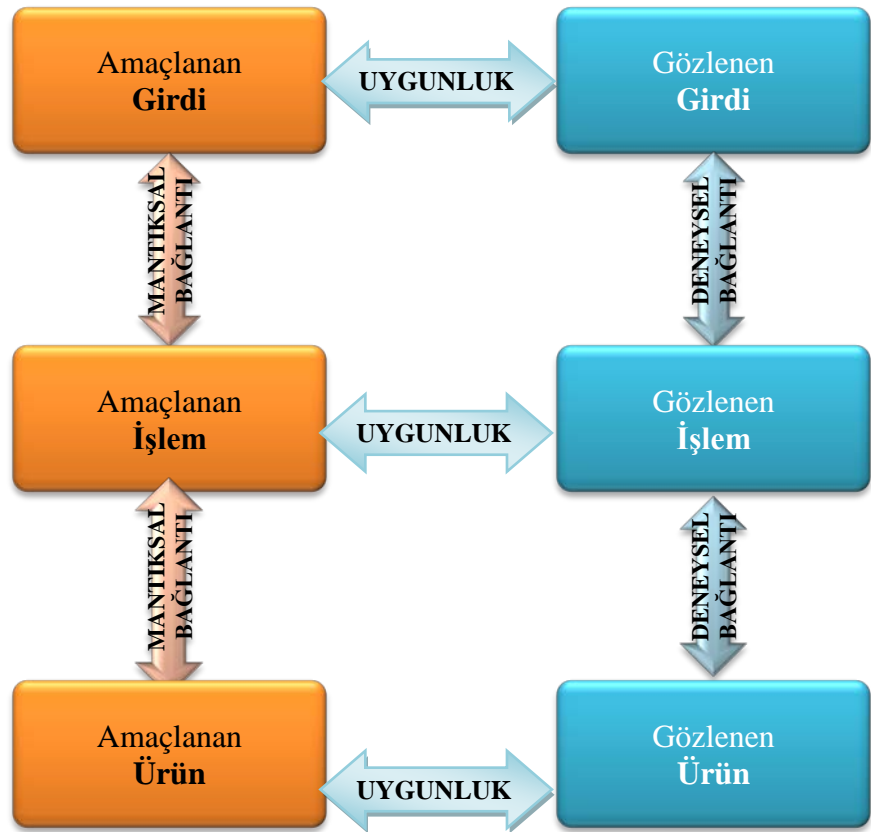 Amaçlanan
Girdi
UYGUNLUK
Gözlenen
Girdi
MANTIKSAL
BAĞLANTI
DENEYSEL
BAĞLANTI
Amaçlanan
İşlem
UYGUNLUK
Gözlenen
İşlem
MANTIKSAL
BAĞLANTI
DENEYSEL
BAĞLANTI
Amaçlanan
Ürün
UYGUNLUK
Gözlenen
Ürün